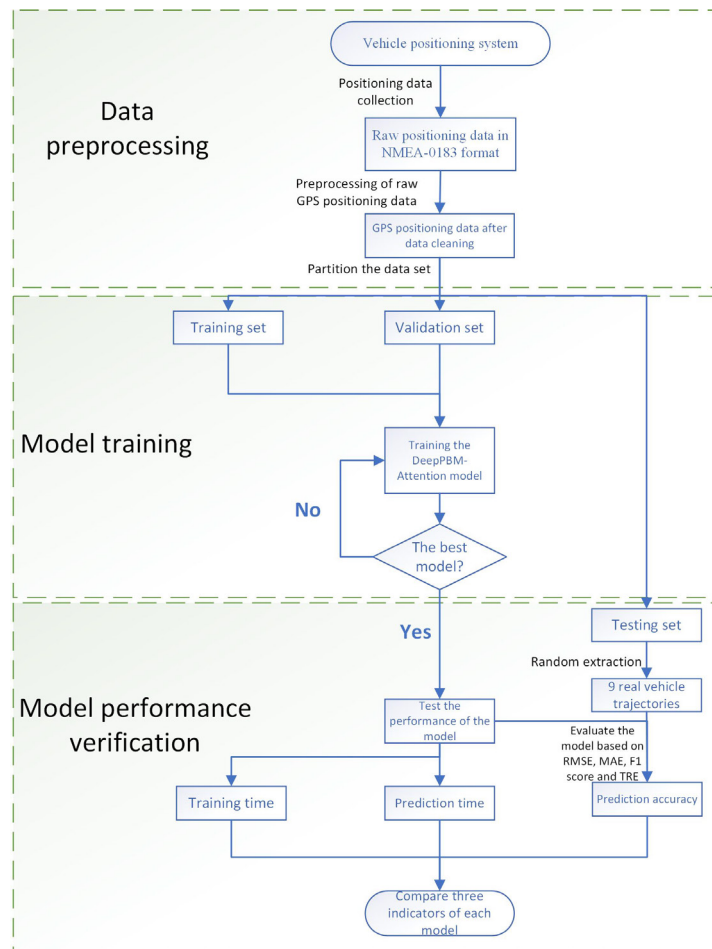 Vehicle positioning system
Positioning data
collection
Data
preprocessing
Raw positioning data in
NMEA-0183 format
Preprocessing of raw
GPS positioning data
GPS positioning data after
data cleaning
Partition the data set
Training set
Validation set
Model training
Training the
DeepPBM-
Attention model
No
The best
model?
Yes
Testing set
Random extraction
9 real vehicle
trajectories
Model performance
verification
Test the
performance of the
model
Evaluate the
model based on
RMSE, MAE, F1
score and TRE
Training time
Prediction time
Prediction accuracy
Compare three
indicators of each
model